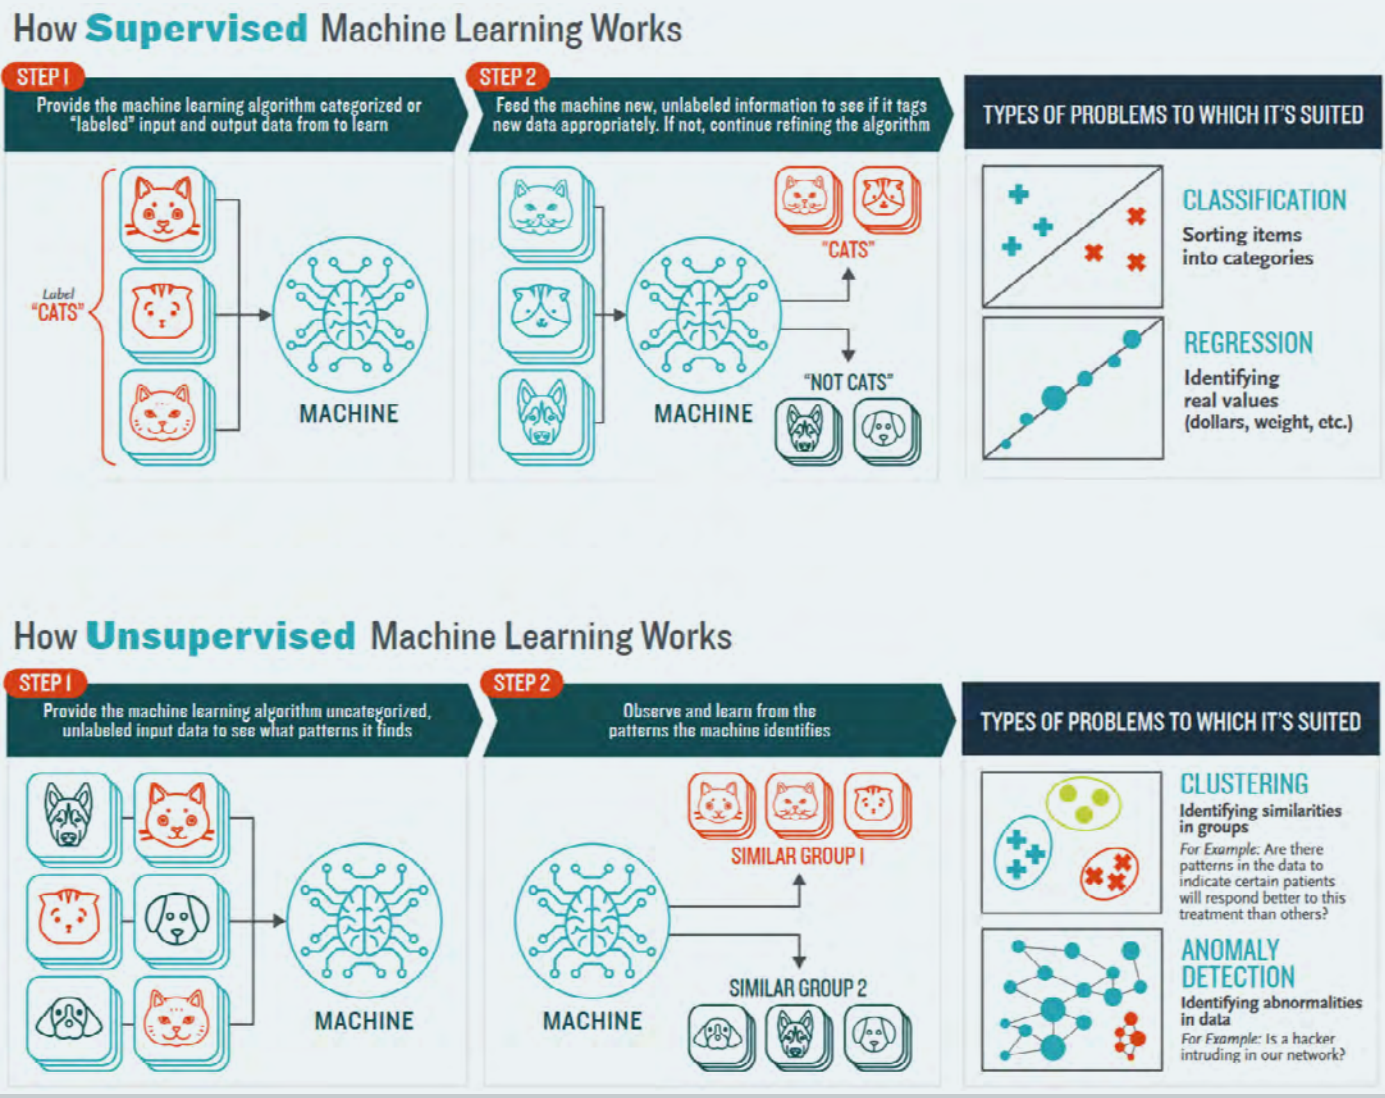 How Supervised Machine Learning Works
STEP 1
Provide the machine learning algorithm categorized or
"labeled" input and output data from to learn
STEP 2
Feed the machine new, unlabeled information to see if it tags
new data appropriately. If not, continue refining the algorithm
TYPES OF PROBLEMS TO WHICH IT'S SUITED
Label
"CATS"
MACHINE
MACHINE
"CATS"
"NOT CATS"
CLASSIFICATION
Sorting items
into categories
REGRESSION
Identifying
real values
(dollars, weight, etc.)
How Unsupervised Machine Learning Works
STEP 1
Provide the machine learning algorithm uncategorized,
unlabeled input data to see what patterns it finds
STEP 2
Observe and learn from the
patterns the machine identifies
TYPES OF PROBLEMS TO WHICH IT'S SUITED
MACHINE
MACHINE
SIMILAR GROUP 1
SIMILAR GROUP 2
CLUSTERING
Identifying similarities
in groups
For Example: Are there
patterns in the data to
indicate certain patients
will respond better to this
treatment than others?
ANOMALY
DETECTION
Identifying abnormalities
in data
For Example: Is a hacker
intruding in our network?